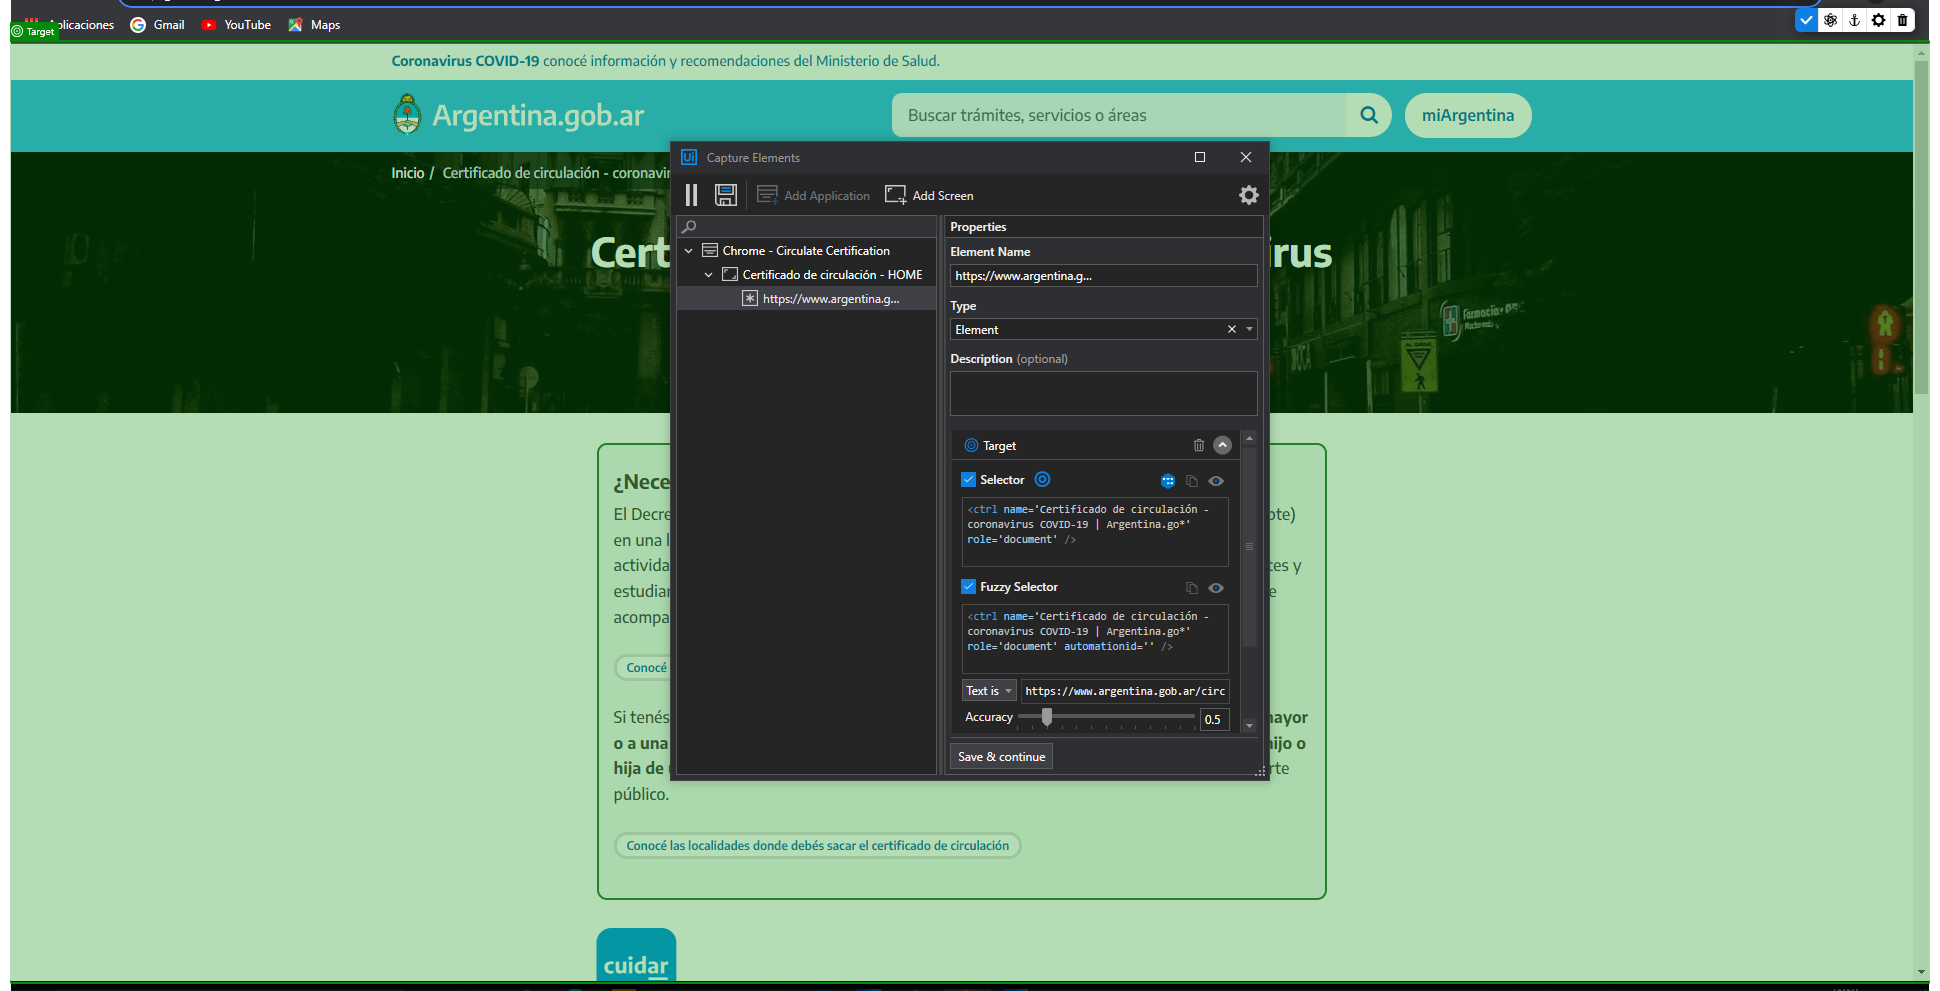 Aplicaciones Gmail YouTube Maps
Target
Coronavirus COVID-19 conocé información y recomendaciones del Ministerio de Salud.
Argentina.gob.ar
Buscar trámites, servicios o áreas
miArgentina
Inicio / Certificado de circulación - coronavir
Cert
irus
¿Nece
El Decre
ote)
en una l
activida
tes y
estudiar
e
acompa
Conocé
Si tenés
mayor
o a una
hijo o
hija de
rte
público.
Conocé las localidades donde debés sacar el certificado de circulación
cuidar
Ui Capture Elements
Add Application Add Screen
Chrome - Circulate Certification
Certificado de circulación - HOME
https://www.argentina.g...
Properties
Element Name
https://www.argentina.g...
Type
Element
Description (optional)
Target
Selector
<ctrl name='Certificado de circulación -
coronavirus COVID-19 | Argentina.go*'
role='document' />
Fuzzy Selector
<ctrl name='Certificado de circulación -
coronavirus COVID-19 | Argentina.go*'
role='document' automationid='' />
Text is https://www.argentina.gob.ar/circ
Accuracy 0.5
Save & continue